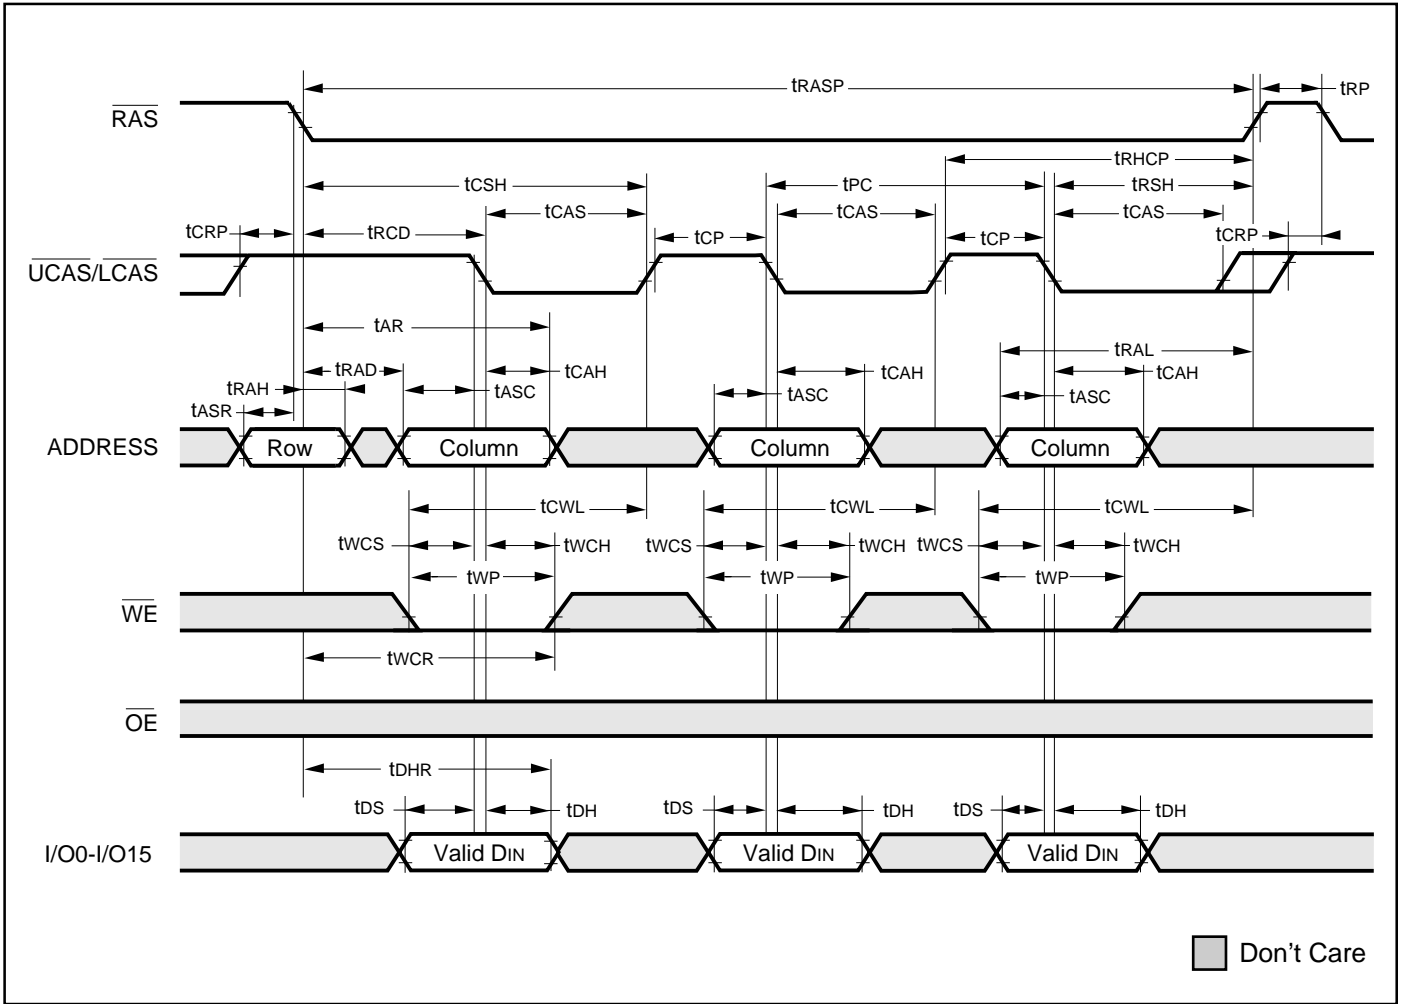 tRASP
tRP
RAS
tRHCP
tCSH
tPC
tRSH
tCAS
tCAS
tCAS
tCRP
tRCD
tCP
tCP
tCRP
UCAS/LCAS
tAR
tRAL
tRAD
tCAH
tCAH
tCAH
tRAH
tASC
tASC
tASC
tASR
ADDRESS
Row
Column
Column
Column
tCWL
tCWL
tCWL
tWCS
tWCH
tWCS
tWCH
tWCS
tWCH
tWP
tWP
tWP
WE
tWCR
OE
tDHR
tDS
tDH
tDS
tDH
tDS
tDH
I/O0-I/O15
Valid DIN
Valid DIN
Valid DIN
Don't Care